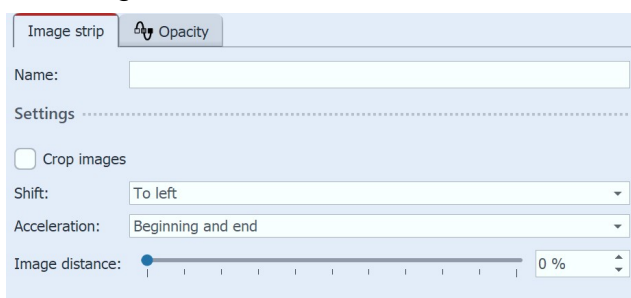 Image strip
Opacity
Name:
Settings
Crop images
Shift: To left
Acceleration: Beginning and end
Image distance: 0 %